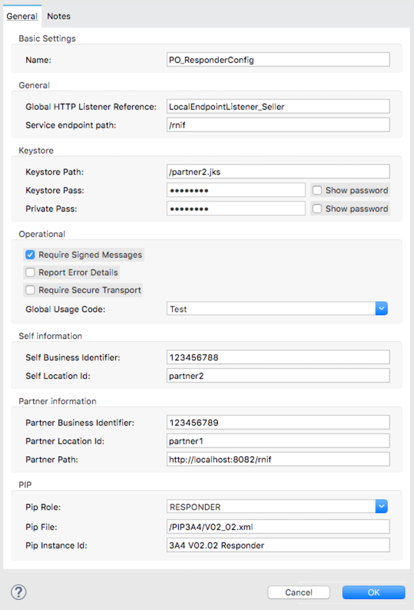 General Notes
Basic Settings
Name: PO_ResponderConfig
General
Global HTTP Listener Reference: LocalEndpointListener_Seller
Service endpoint path: /rnif
Keystore
Keystore Path: /partner2.jks
Keystore Pass: •••••••• Show password
Private Pass: •••••••• Show password
Operational
Require Signed Messages
Report Error Details
Require Secure Transport
Global Usage Code: Test
Self information
Self Business Identifier: 123456788
Self Location Id: partner2
Partner information
Partner Business Identifier: 123456789
Partner Location Id: partner1
Partner Path: http://localhost:8082/rnif
PIP
Pip Role: RESPONDER
Pip File: /PIP3A4/V02_02.xml
Pip Instance Id: 3A4 V02.02 Responder
? Cancel OK